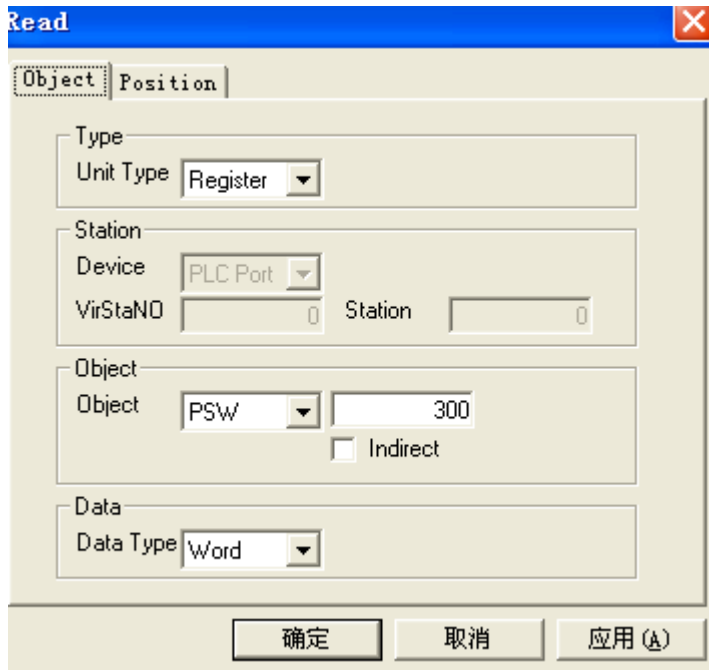 Read
Object Position
Type
Unit Type Register
Station
Device PLC Port
VirStaNO 0 Station 0
Object
Object PSW 300
Indirect
Data
Data Type Word
确定 取消 应用(A)